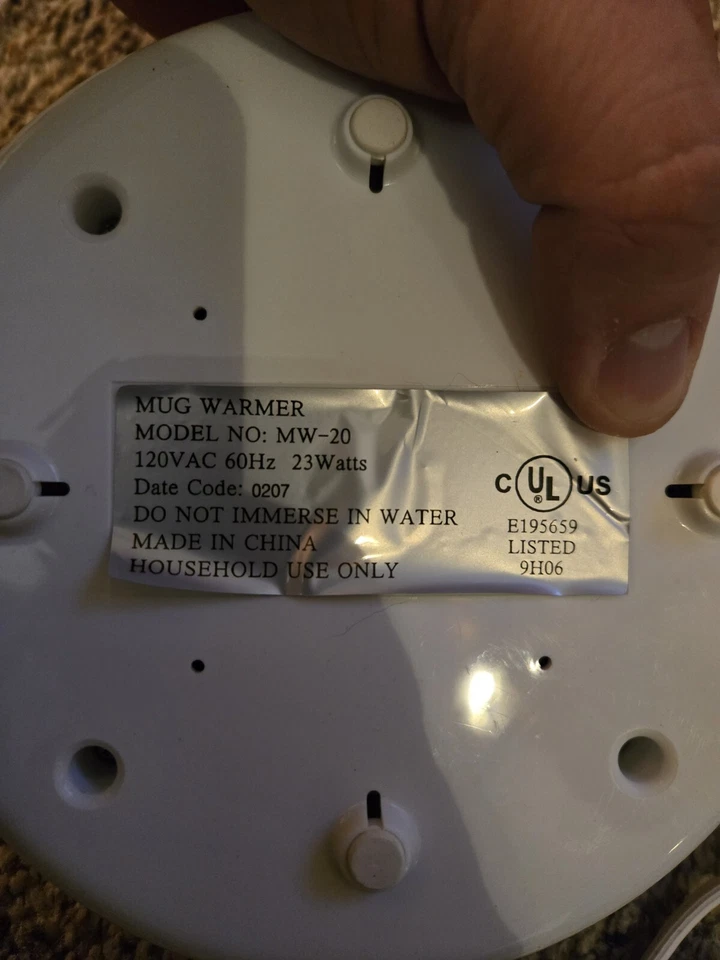 MUG WARMER
MODEL NO: MW-20
120VAC 60Hz 23Watts
Date Code: 0207
DO NOT IMMERSE IN WATER
MADE IN CHINA
HOUSEHOLD USE ONLY
C UL® US
E195659
LISTED
9H06